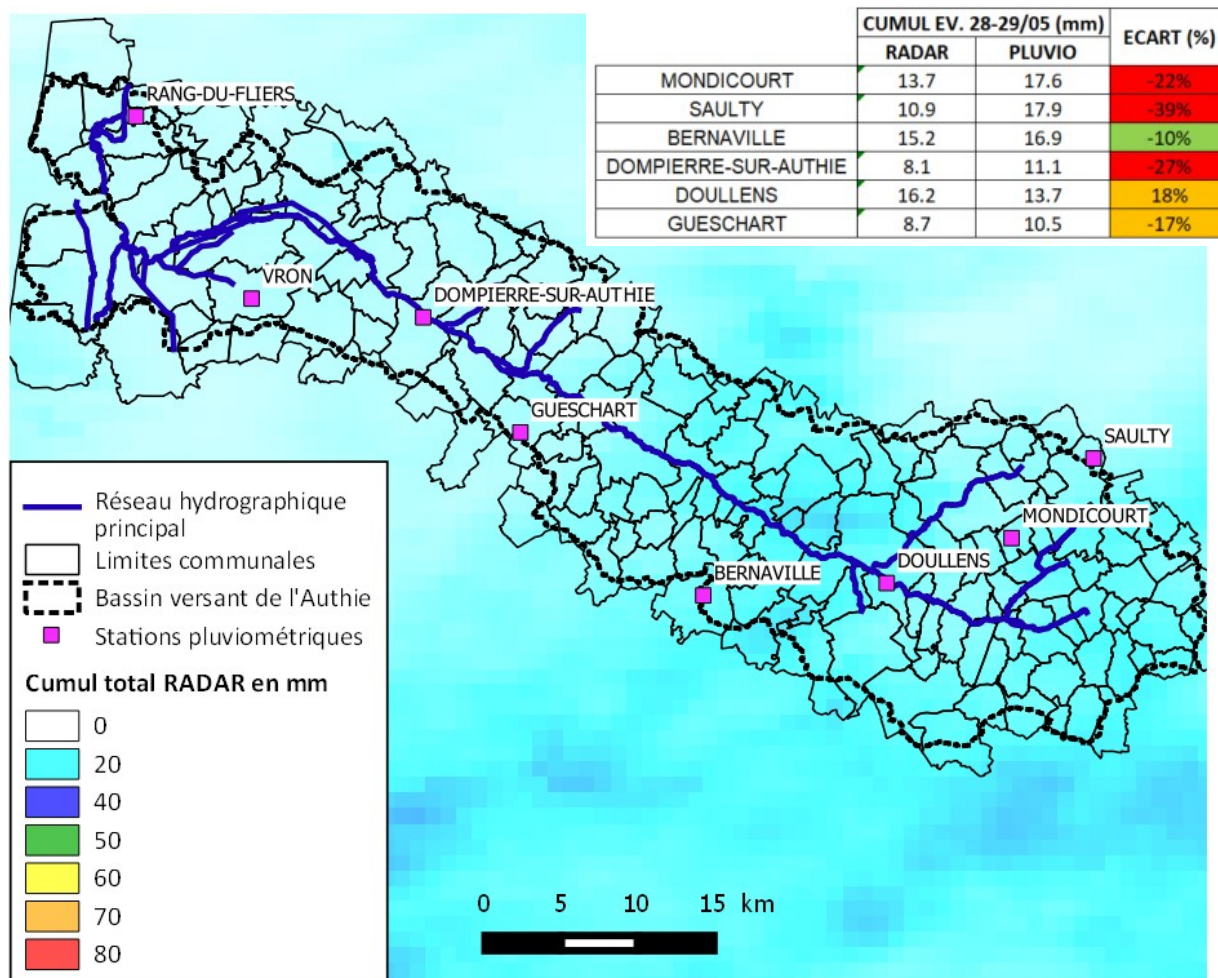 CUMUL EV. 28-29/05 (mm) ECART (%)
RADAR PLUVIO
MONDICOURT 13.7 17.6 -22%
SAULTY 10.9 17.9 -39%
BERNAVILLE 15.2 16.9 -10%
DOMPIERRE-SUR-AUTHIE 8.1 11.1 -27%
DOULLENS 16.2 13.7 18%
GUESCHART 8.7 10.5 -17%
RANG-DU-FLIERS
VRON
DOMPIERRE-SUR-AUTHIE
GUESCHART
SAULTY
MONDICOURT
DOULLENS
BERNAVILLE
Réseau hydrographique
principal
Limites communales
Bassin versant de l'Authie
Stations pluviométriques
Cumul total RADAR en mm
0
20
40
50
60
70
80
0 5 10 15 km